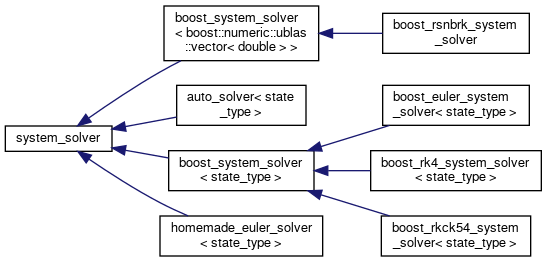 boost_system_solver
< boost::numeric::ublas
::vector< double > >
boost_rsnbrk_system
_solver
auto_solver< state
_type >
boost_euler_system
_solver< state_type >
system_solver
boost_system_solver
< state_type >
boost_rk4_system_solver
< state_type >
homemade_euler_solver
< state_type >
boost_rkck54_system
_solver< state_type >